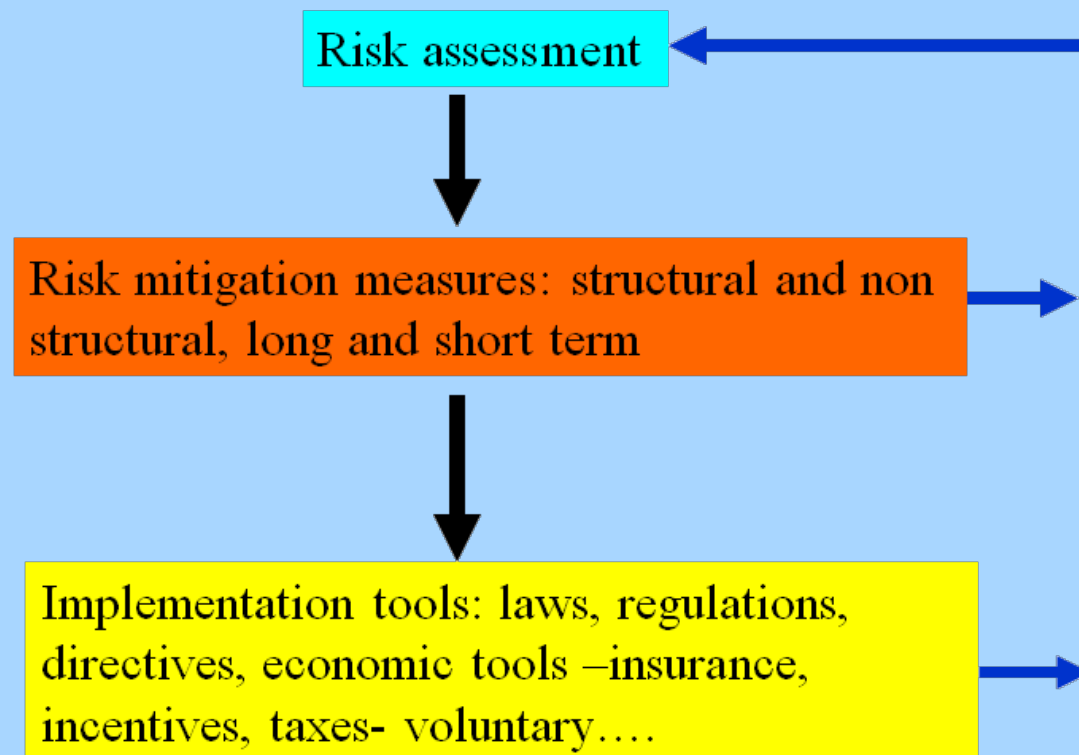 Risk assessment
Risk mitigation measures: structural and non
structural, long and short term
Implementation tools: laws, regulations,
directives, economic tools –insurance,
incentives, taxes- voluntary….